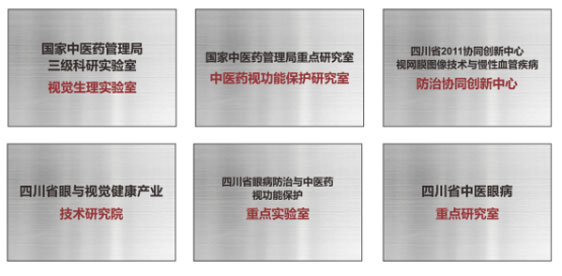 国家中医药管理局
三级科研实验室
视觉生理实验室
国家中医药管理局重点研究室
中医药视功能保护研究室
四川省2011协同创新中心
视网膜图像技术与慢性血管疾病
防治协同创新中心
四川省眼与视觉健康产业
技术研究院
四川省眼病防治与中医药
视功能保护
重点实验室
四川省中医眼病
重点研究室